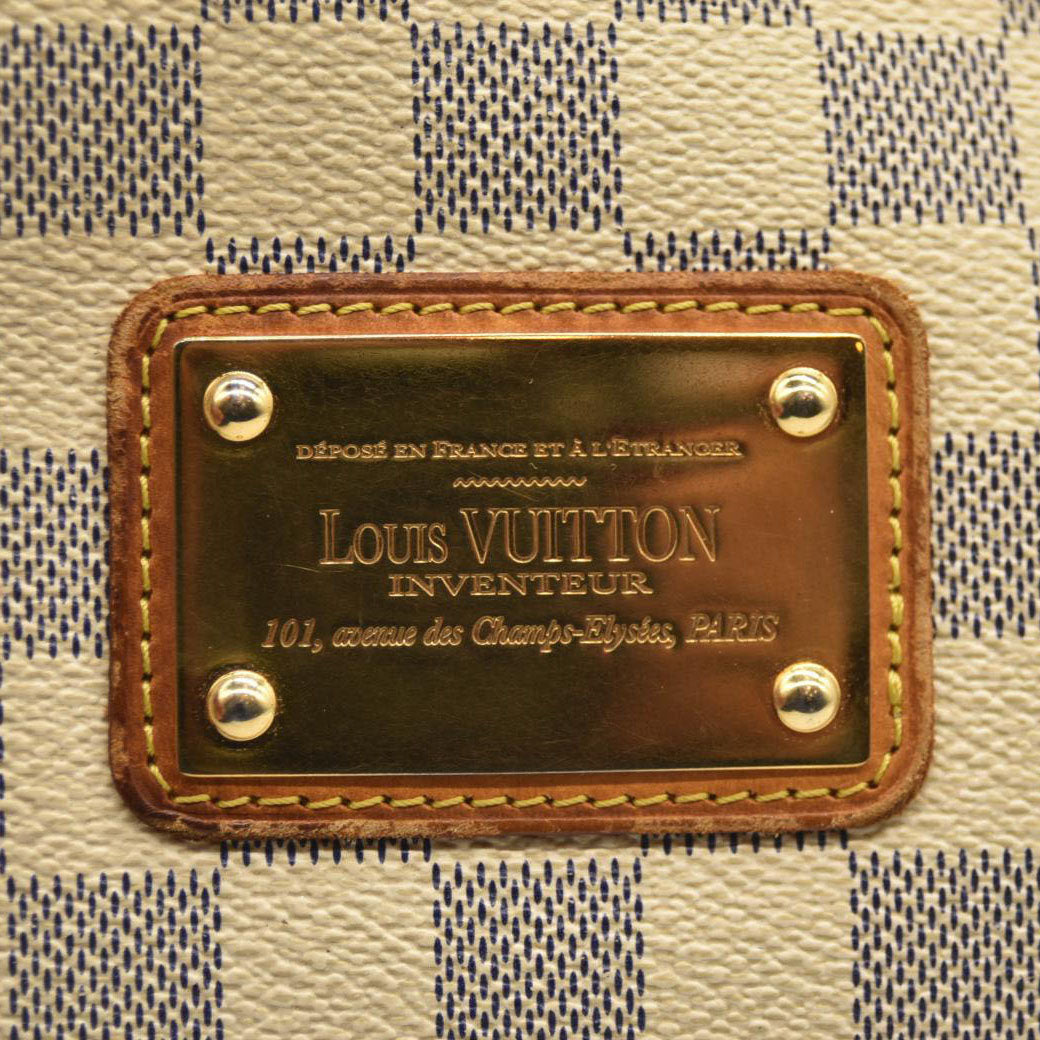 DÉPOSÉ EN FRANCE ET À L'ETRANGER
LOUIS VUITTON
INVENTEUR
101, avenue des Champs-Elysées, PARIS